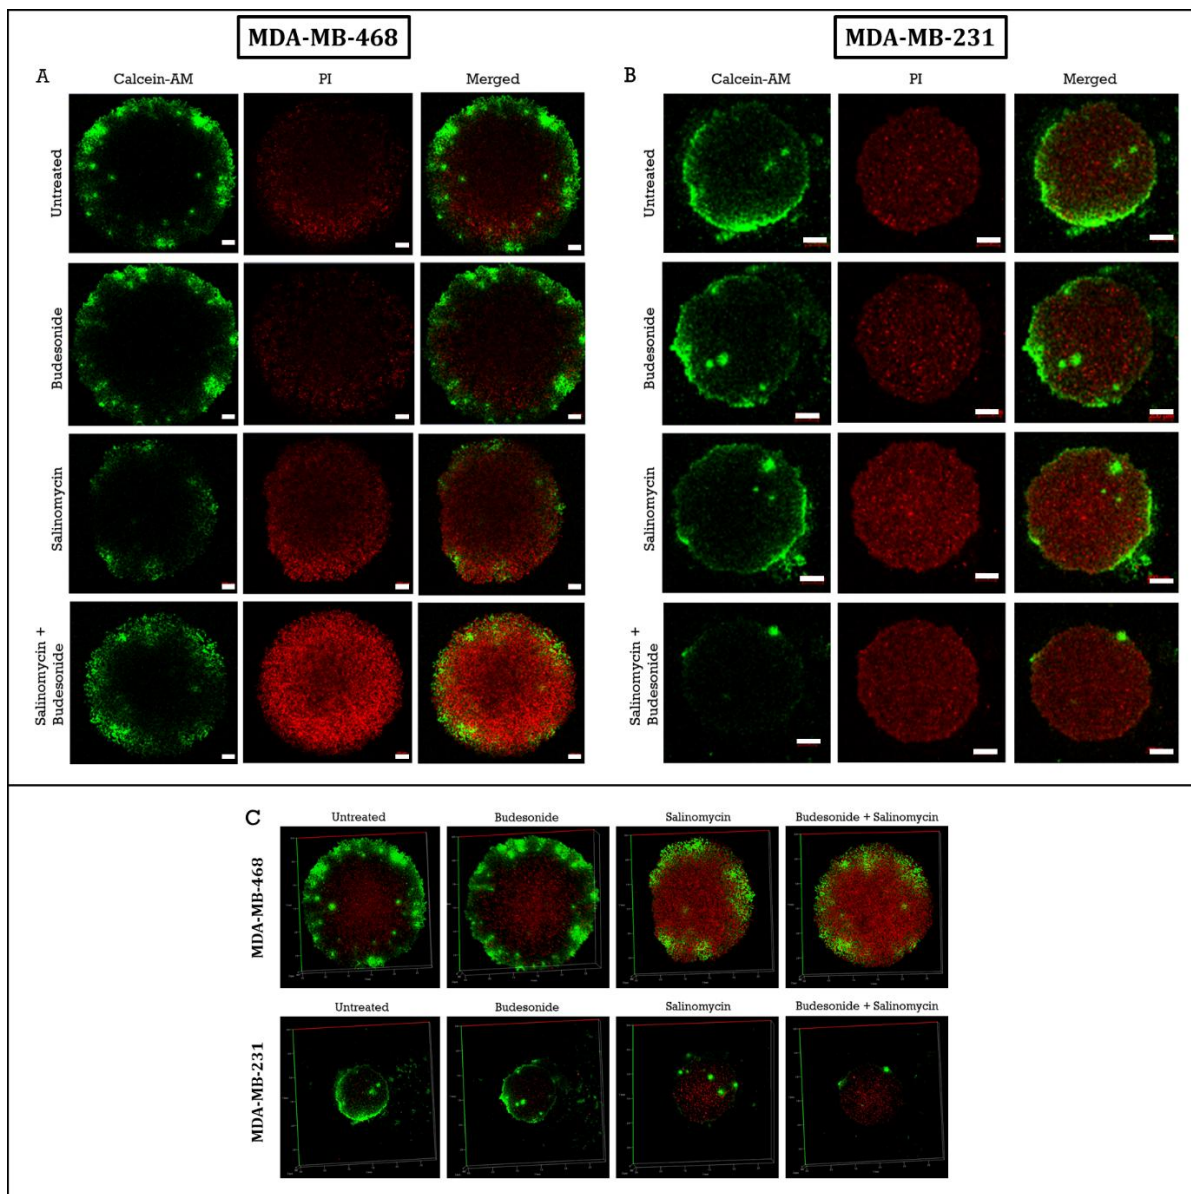 MDA-MB-468
MDA-MB-231
A
Calcein-AM
PI
Merged
Untreated
Budesonide
Salinomycin
Salinomycin +
Budesonide
B
Calcein-AM
PI
Merged
Untreated
Budesonide
Salinomycin
Salinomycin +
Budesonide
C
Untreated
Budesonide
Salinomycin
Budesonide + Salinomycin
MDA-MB-468
Untreated
Budesonide
Salinomycin
Budesonide + Salinomycin
MDA-MB-231